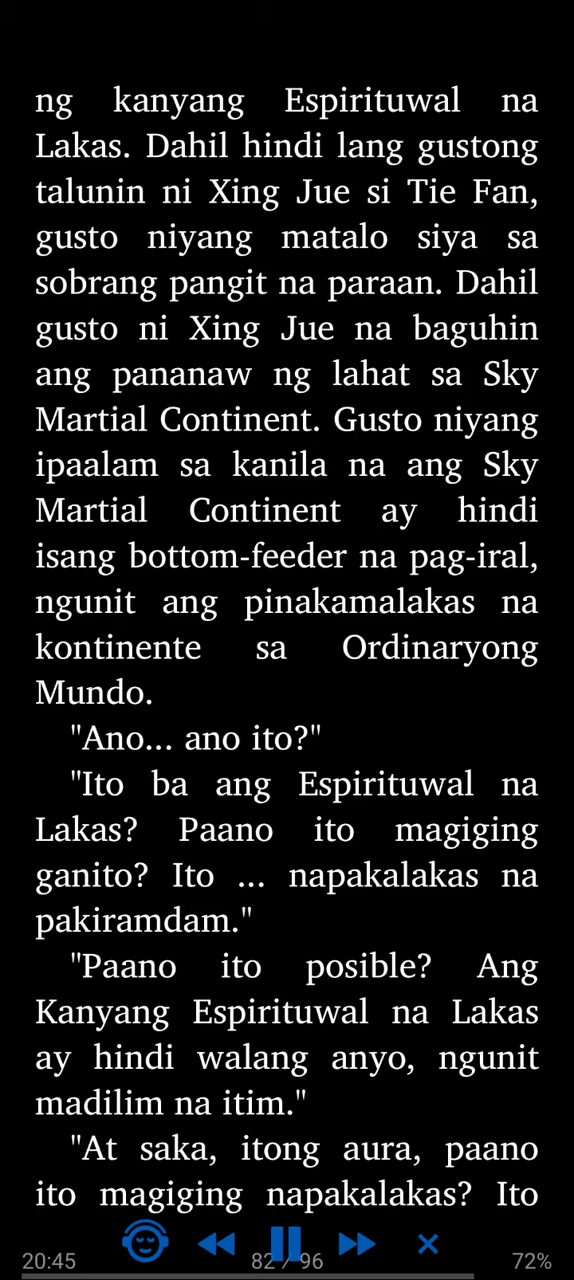 ng kanyang Espirituwal na
Lakas. Dahil hindi lang gustong
talunin ni Xing Jue si Tie Fan,
gusto niyang matalo siya sa
sobrang pangit na paraan. Dahil
gusto ni Xing Jue na baguhin
ang pananaw ng lahat sa Sky
Martial Continent. Gusto niyang
ipaalam sa kanila na ang Sky
Martial Continent ay hindi
isang bottom-feeder na pag-iral,
ngunit ang pinakamalakas na
kontinente sa Ordinaryong
Mundo.
"Ano... ano ito?"
"Ito ba ang Espirituwal na
Lakas? Paano ito magiging
ganito? Ito ... napakalakas na
pakiramdam."
"Paano ito posible? Ang
Kanyang Espirituwal na Lakas
ay hindi walang anyo, ngunit
madilim na itim."
"At saka, itong aura, paano
ito magiging napakalakas? Ito
20:45 82 / 96 72%